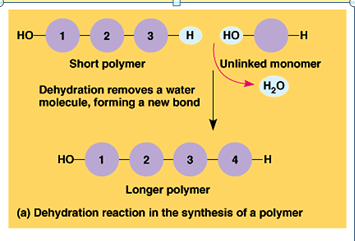 HO 1 2 3 H HO H
Short polymer Unlinked monomer
H₂O
Dehydration removes a water
molecule, forming a new bond
HO 1 2 3 4 H
Longer polymer
(a) Dehydration reaction in the synthesis of a polymer